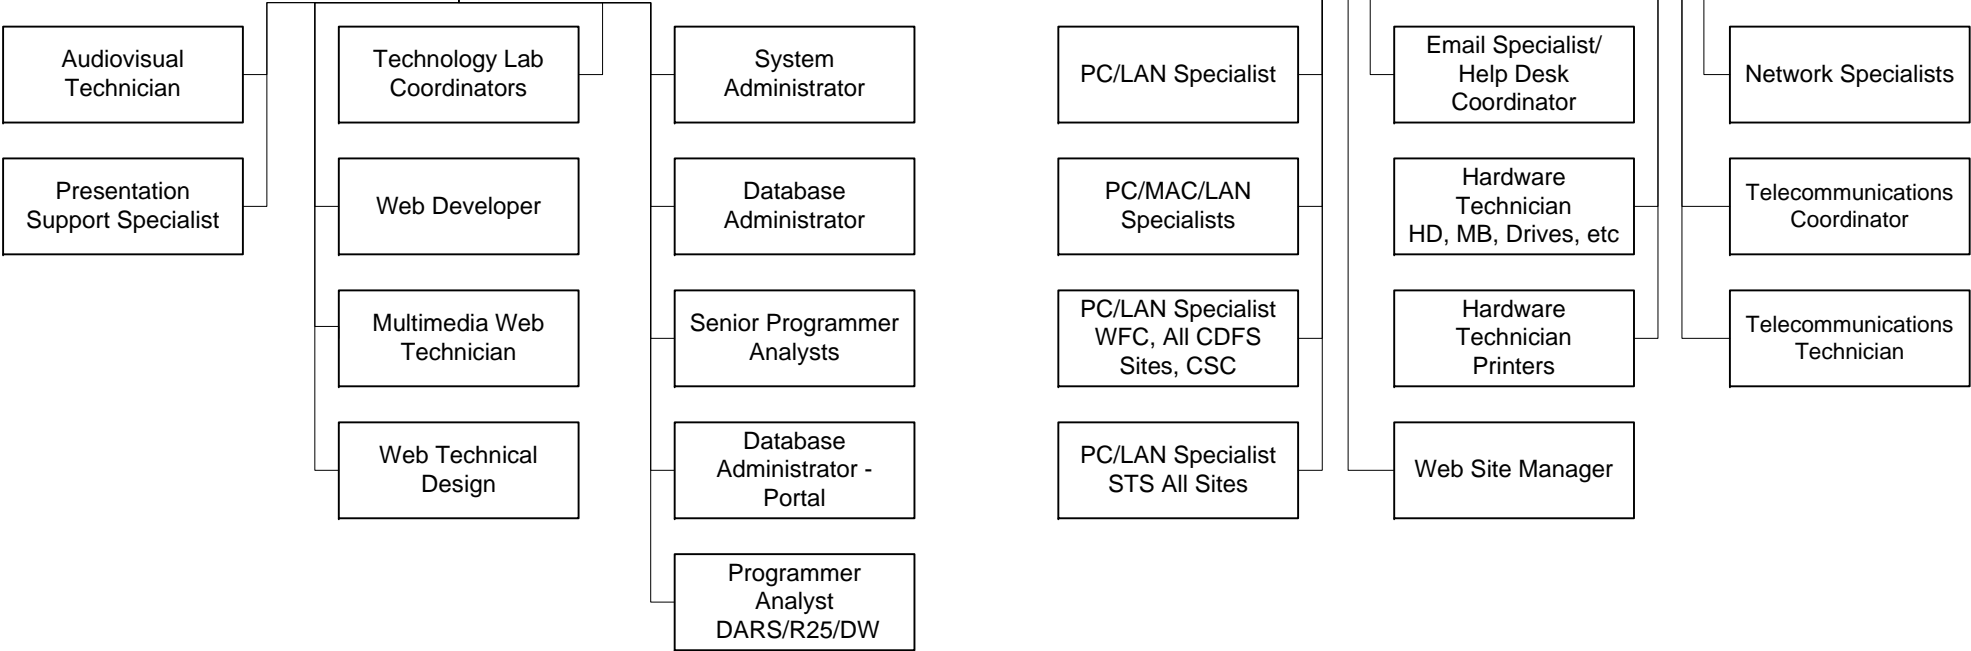 Audiovisual
Technician
Presentation
Support Specialist
Technology Lab
Coordinators
Web Developer
Multimedia Web
Technician
Web Technical
Design
System
Administrator
Database
Administrator
Senior Programmer
Analysts
Database
Administrator -
Portal
Programmer
Analyst
DARS/R25/DW
PC/LAN Specialist
PC/MAC/LAN
Specialists
PC/LAN Specialist
WFC, All CDFS
Sites, CSC
PC/LAN Specialist
STS All Sites
Email Specialist/
Help Desk
Coordinator
Hardware
Technician
HD, MB, Drives, etc
Hardware
Technician
Printers
Web Site Manager
Network Specialists
Telecommunications
Coordinator
Telecommunications
Technician